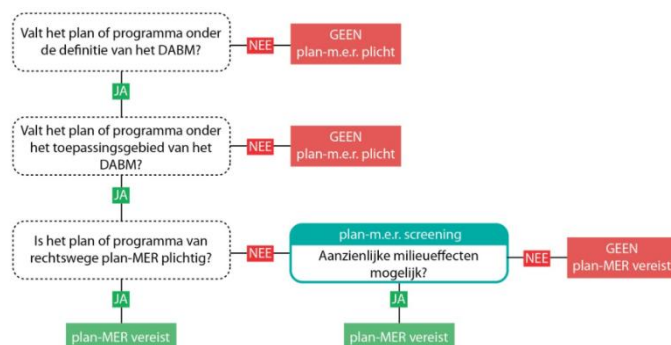 Valt het plan of programma onder
de definitie van het DABM?
NEE
GEEN
plan-m.e.r. plicht
JA
Valt het plan of programma onder
het toepassingsgebied van het
DABM?
NEE
GEEN
plan-m.e.r. plicht
JA
Is het plan of programma van
rechtswege plan-MER plichtig?
NEE
plan-m.e.r. screening
Aanzienlijke milieueffecten
mogelijk?
NEE
GEEN
plan-MER vereist
JA
JA
plan-MER vereist
plan-MER vereist